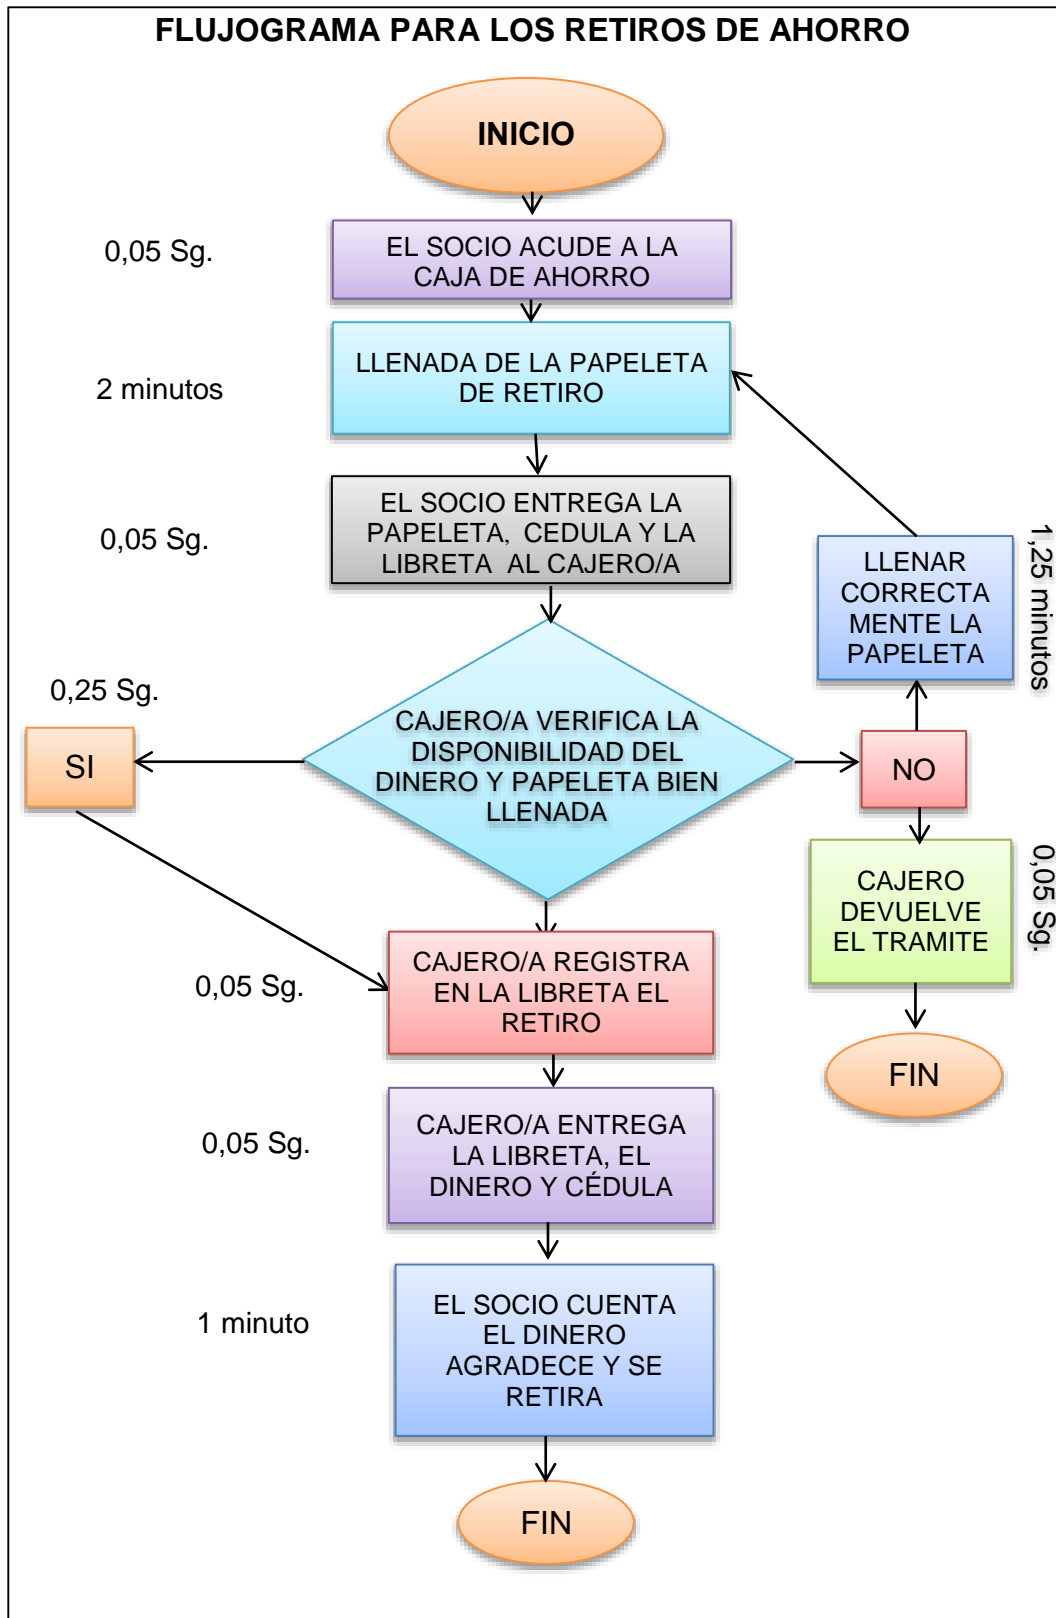 FLUJOGRAMA PARA LOS RETIROS DE AHORRO
INICIO
0,05 Sg.
EL SOCIO ACUDE A LA
CAJA DE AHORRO
2 minutos
LLENADA DE LA PAPELETA
DE RETIRO
0,05 Sg.
EL SOCIO ENTREGA LA
PAPELETA, CEDULA Y LA
LIBRETA AL CAJERO/A
1,25 minutos
LLENAR
CORRECTA
MENTE LA
PAPELETA
0,25 Sg.
SI
CAJERO/A VERIFICA LA
DISPONIBILIDAD DEL
DINERO Y PAPELETA BIEN
LLENADA
NO
0,05 Sg.
CAJERO
DEVUELVE
EL TRAMITE
FIN
0,05 Sg.
CAJERO/A REGISTRA
EN LA LIBRETA EL
RETIRO
0,05 Sg.
CAJERO/A ENTREGA
LA LIBRETA, EL
DINERO Y CÉDULA
1 minuto
EL SOCIO CUENTA
EL DINERO
AGRADECE Y SE
RETIRA
FIN